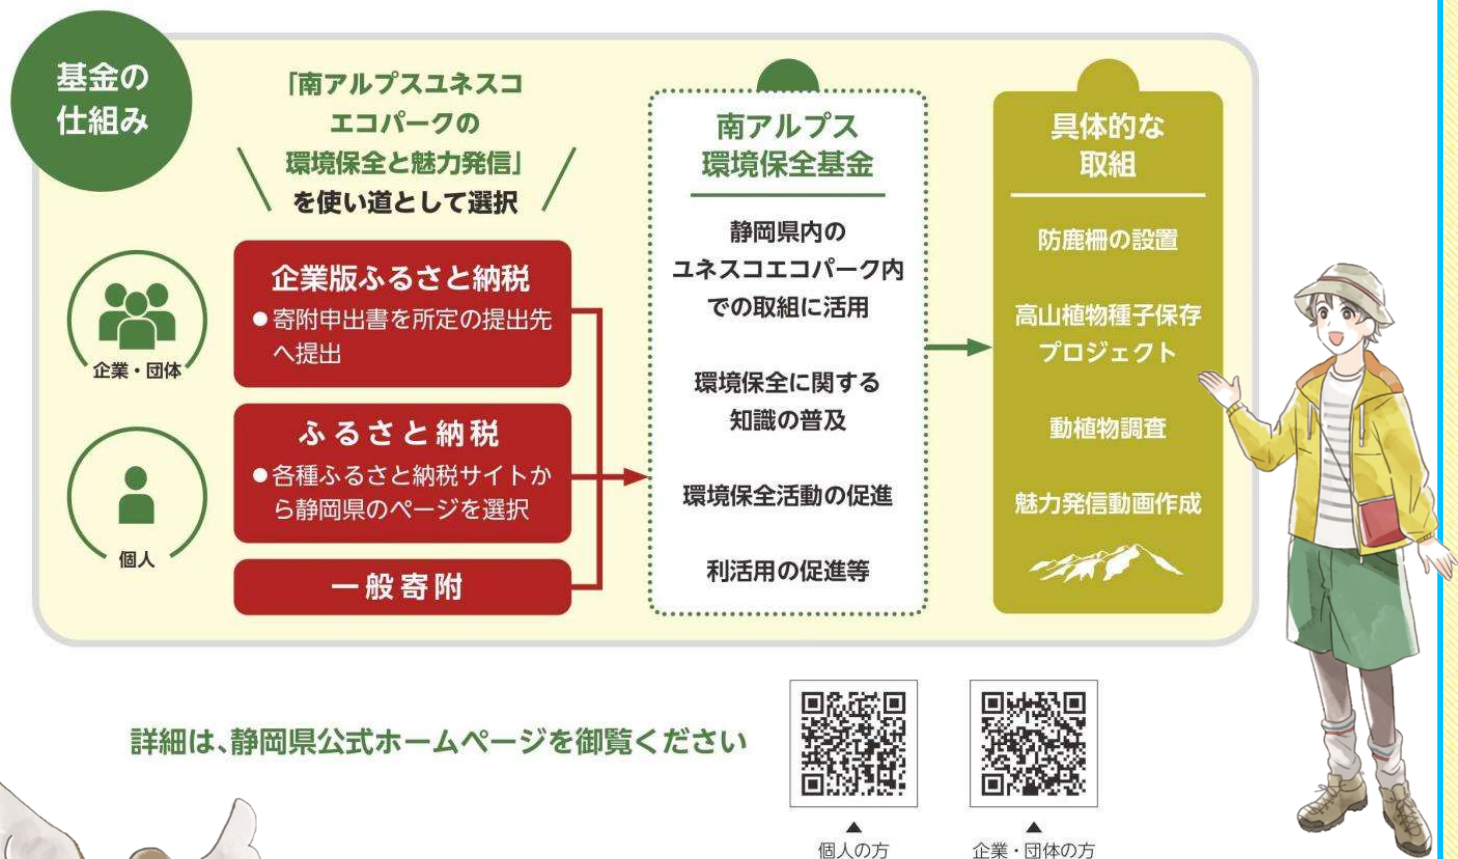 基金の
仕組み
「南アルプスユネスコ
エコパークの
環境保全と魅力発信」
を使い道として選択
企業・団体
企業版ふるさと納税
●寄附申出書を所定の提出先
へ提出
個人
ふるさと納税
●各種ふるさと納税サイトか
ら静岡県のページを選択
一般寄附
南アルプス
環境保全基金
静岡県内の
ユネスコエコパーク内
での取組に活用
環境保全に関する
知識の普及
環境保全活動の促進
利活用の促進等
具体的な
取組
防鹿柵の設置
高山植物種子保存
プロジェクト
動植物調査
魅力発信動画作成
詳細は、静岡県公式ホームページを御覧ください
▲
個人の方
▲
企業・団体の方